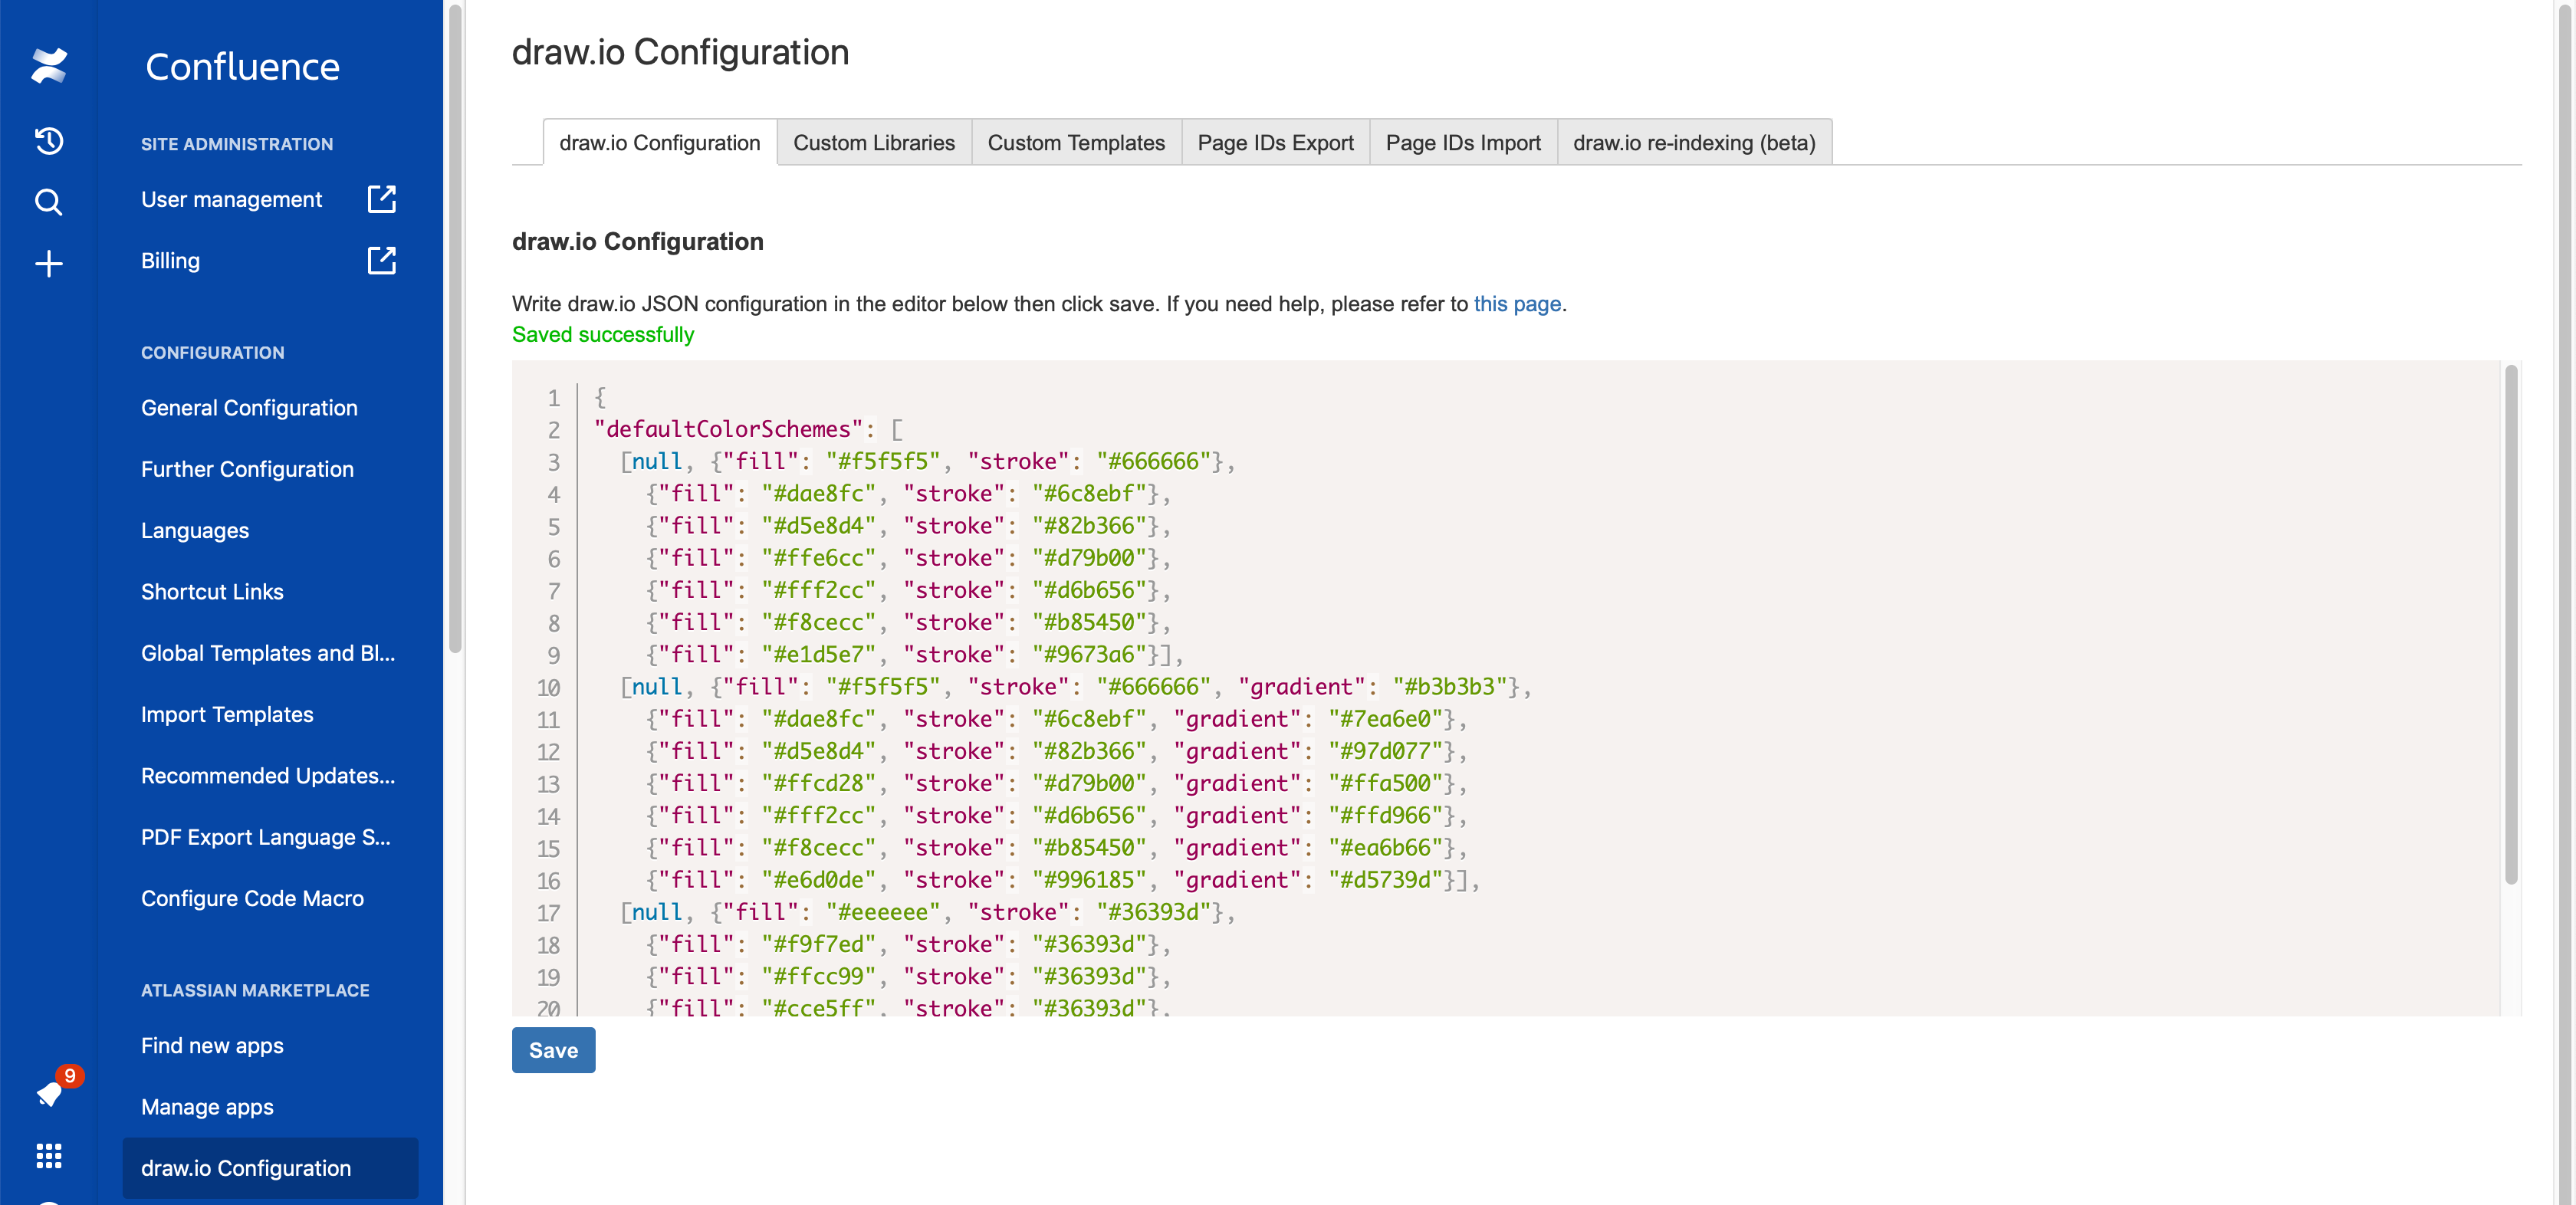 Confluence
SITE ADMINISTRATION
User management
Billing
CONFIGURATION
General Configuration
Further Configuration
Languages
Shortcut Links
Global Templates and Bl...
Import Templates
Recommended Updates...
PDF Export Language S...
Configure Code Macro
ATLASSIAN MARKETPLACE
Find new apps
9
Manage apps
draw.io Configuration
draw.io Configuration
draw.io Configuration Custom Libraries Custom Templates Page IDs Export Page IDs Import draw.io re-indexing (beta)
draw.io Configuration
Write draw.io JSON configuration in the editor below then click save. If you need help, please refer to this page.
Saved successfully
1 {
2 "defaultColorSchemes": [
3 [null, {"fill": "#f5f5f5", "stroke": "#666666"},
4 {"fill": "#dae8fc", "stroke": "#6c8ebf"},
5 {"fill": "#d5e8d4", "stroke": "#82b366"},
6 {"fill": "#ffe6cc", "stroke": "#d79b00"},
7 {"fill": "#fff2cc", "stroke": "#d6b656"},
8 {"fill": "#f8cecc", "stroke": "#b85450"},
9 {"fill": "#e1d5e7", "stroke": "#9673a6"}],
10 [null, {"fill": "#f5f5f5", "stroke": "#666666", "gradient": "#b3b3b3"},
11 {"fill": "#dae8fc", "stroke": "#6c8ebf", "gradient": "#7ea6e0"},
12 {"fill": "#d5e8d4", "stroke": "#82b366", "gradient": "#97d077"},
13 {"fill": "#ffcd28", "stroke": "#d79b00", "gradient": "#ffa500"},
14 {"fill": "#fff2cc", "stroke": "#d6b656", "gradient": "#ffd966"},
15 {"fill": "#f8cecc", "stroke": "#b85450", "gradient": "#ea6b66"},
16 {"fill": "#e6d0de", "stroke": "#996185", "gradient": "#d5739d"}],
17 [null, {"fill": "#eeeeee", "stroke": "#36393d"},
18 {"fill": "#f9f7ed", "stroke": "#36393d"},
19 {"fill": "#ffcc99", "stroke": "#36393d"},
20 {"fill": "#cce5ff", "stroke": "#36393d"},
Save